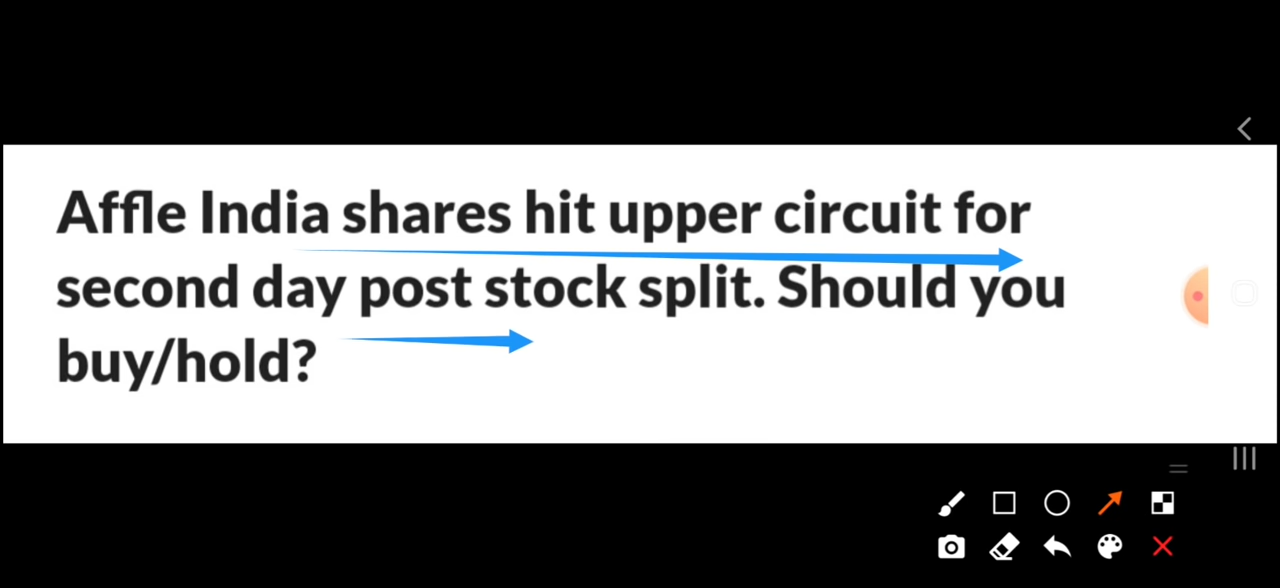 Affle India shares hit upper circuit for
second day post stock split. Should you
buy/hold?